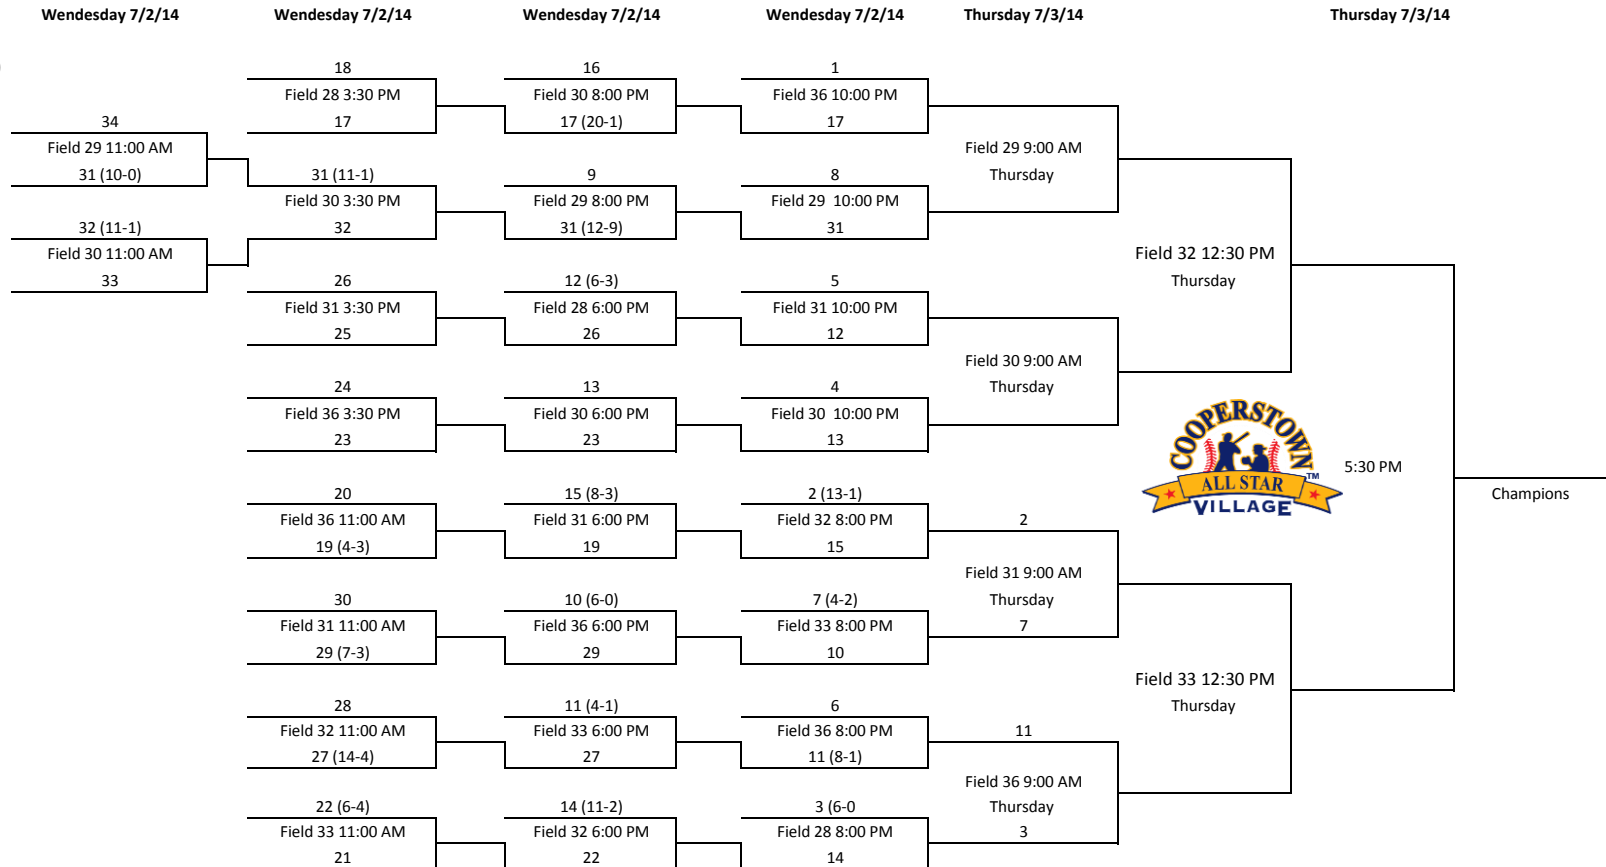 Wendesday 7/2/14 Wendesday 7/2/14 Wendesday 7/2/14 Wendesday 7/2/14 Thursday 7/3/14 Thursday 7/3/14
18 16 1
Field 28 3:30 PM Field 30 8:00 PM Field 36 10:00 PM
34 17 17 (20-1) 17
Field 29 11:00 AM Field 29 9:00 AM
31 (10-0) 31 (11-1) 9 8 Thursday
Field 30 3:30 PM Field 29 8:00 PM Field 29 10:00 PM
32 (11-1) 32 31 (12-9) 31
Field 30 11:00 AM Field 32 12:30 PM
33 26 12 (6-3) 5 Thursday
Field 31 3:30 PM Field 28 6:00 PM Field 31 10:00 PM
25 26 12
Field 30 9:00 AM
24 13 4 Thursday
Field 36 3:30 PM Field 30 6:00 PM Field 30 10:00 PM
23 23 13
COOPERSTOWN
ALL STAR
VILLAGE
TM
5:30 PM
20 15 (8-3) 2 (13-1) Champions
Field 36 11:00 AM Field 31 6:00 PM Field 32 8:00 PM 2
19 (4-3) 19 15
Field 31 9:00 AM
30 10 (6-0) 7 (4-2) Thursday
Field 31 11:00 AM Field 36 6:00 PM Field 33 8:00 PM 7
29 (7-3) 29 10
Field 33 12:30 PM
28 11 (4-1) 6 Thursday
Field 32 11:00 AM Field 33 6:00 PM Field 36 8:00 PM 11
27 (14-4) 27 11 (8-1)
Field 36 9:00 AM
22 (6-4) 14 (11-2) 3 (6-0 Thursday
Field 33 11:00 AM Field 32 6:00 PM Field 28 8:00 PM 3
21 22 14